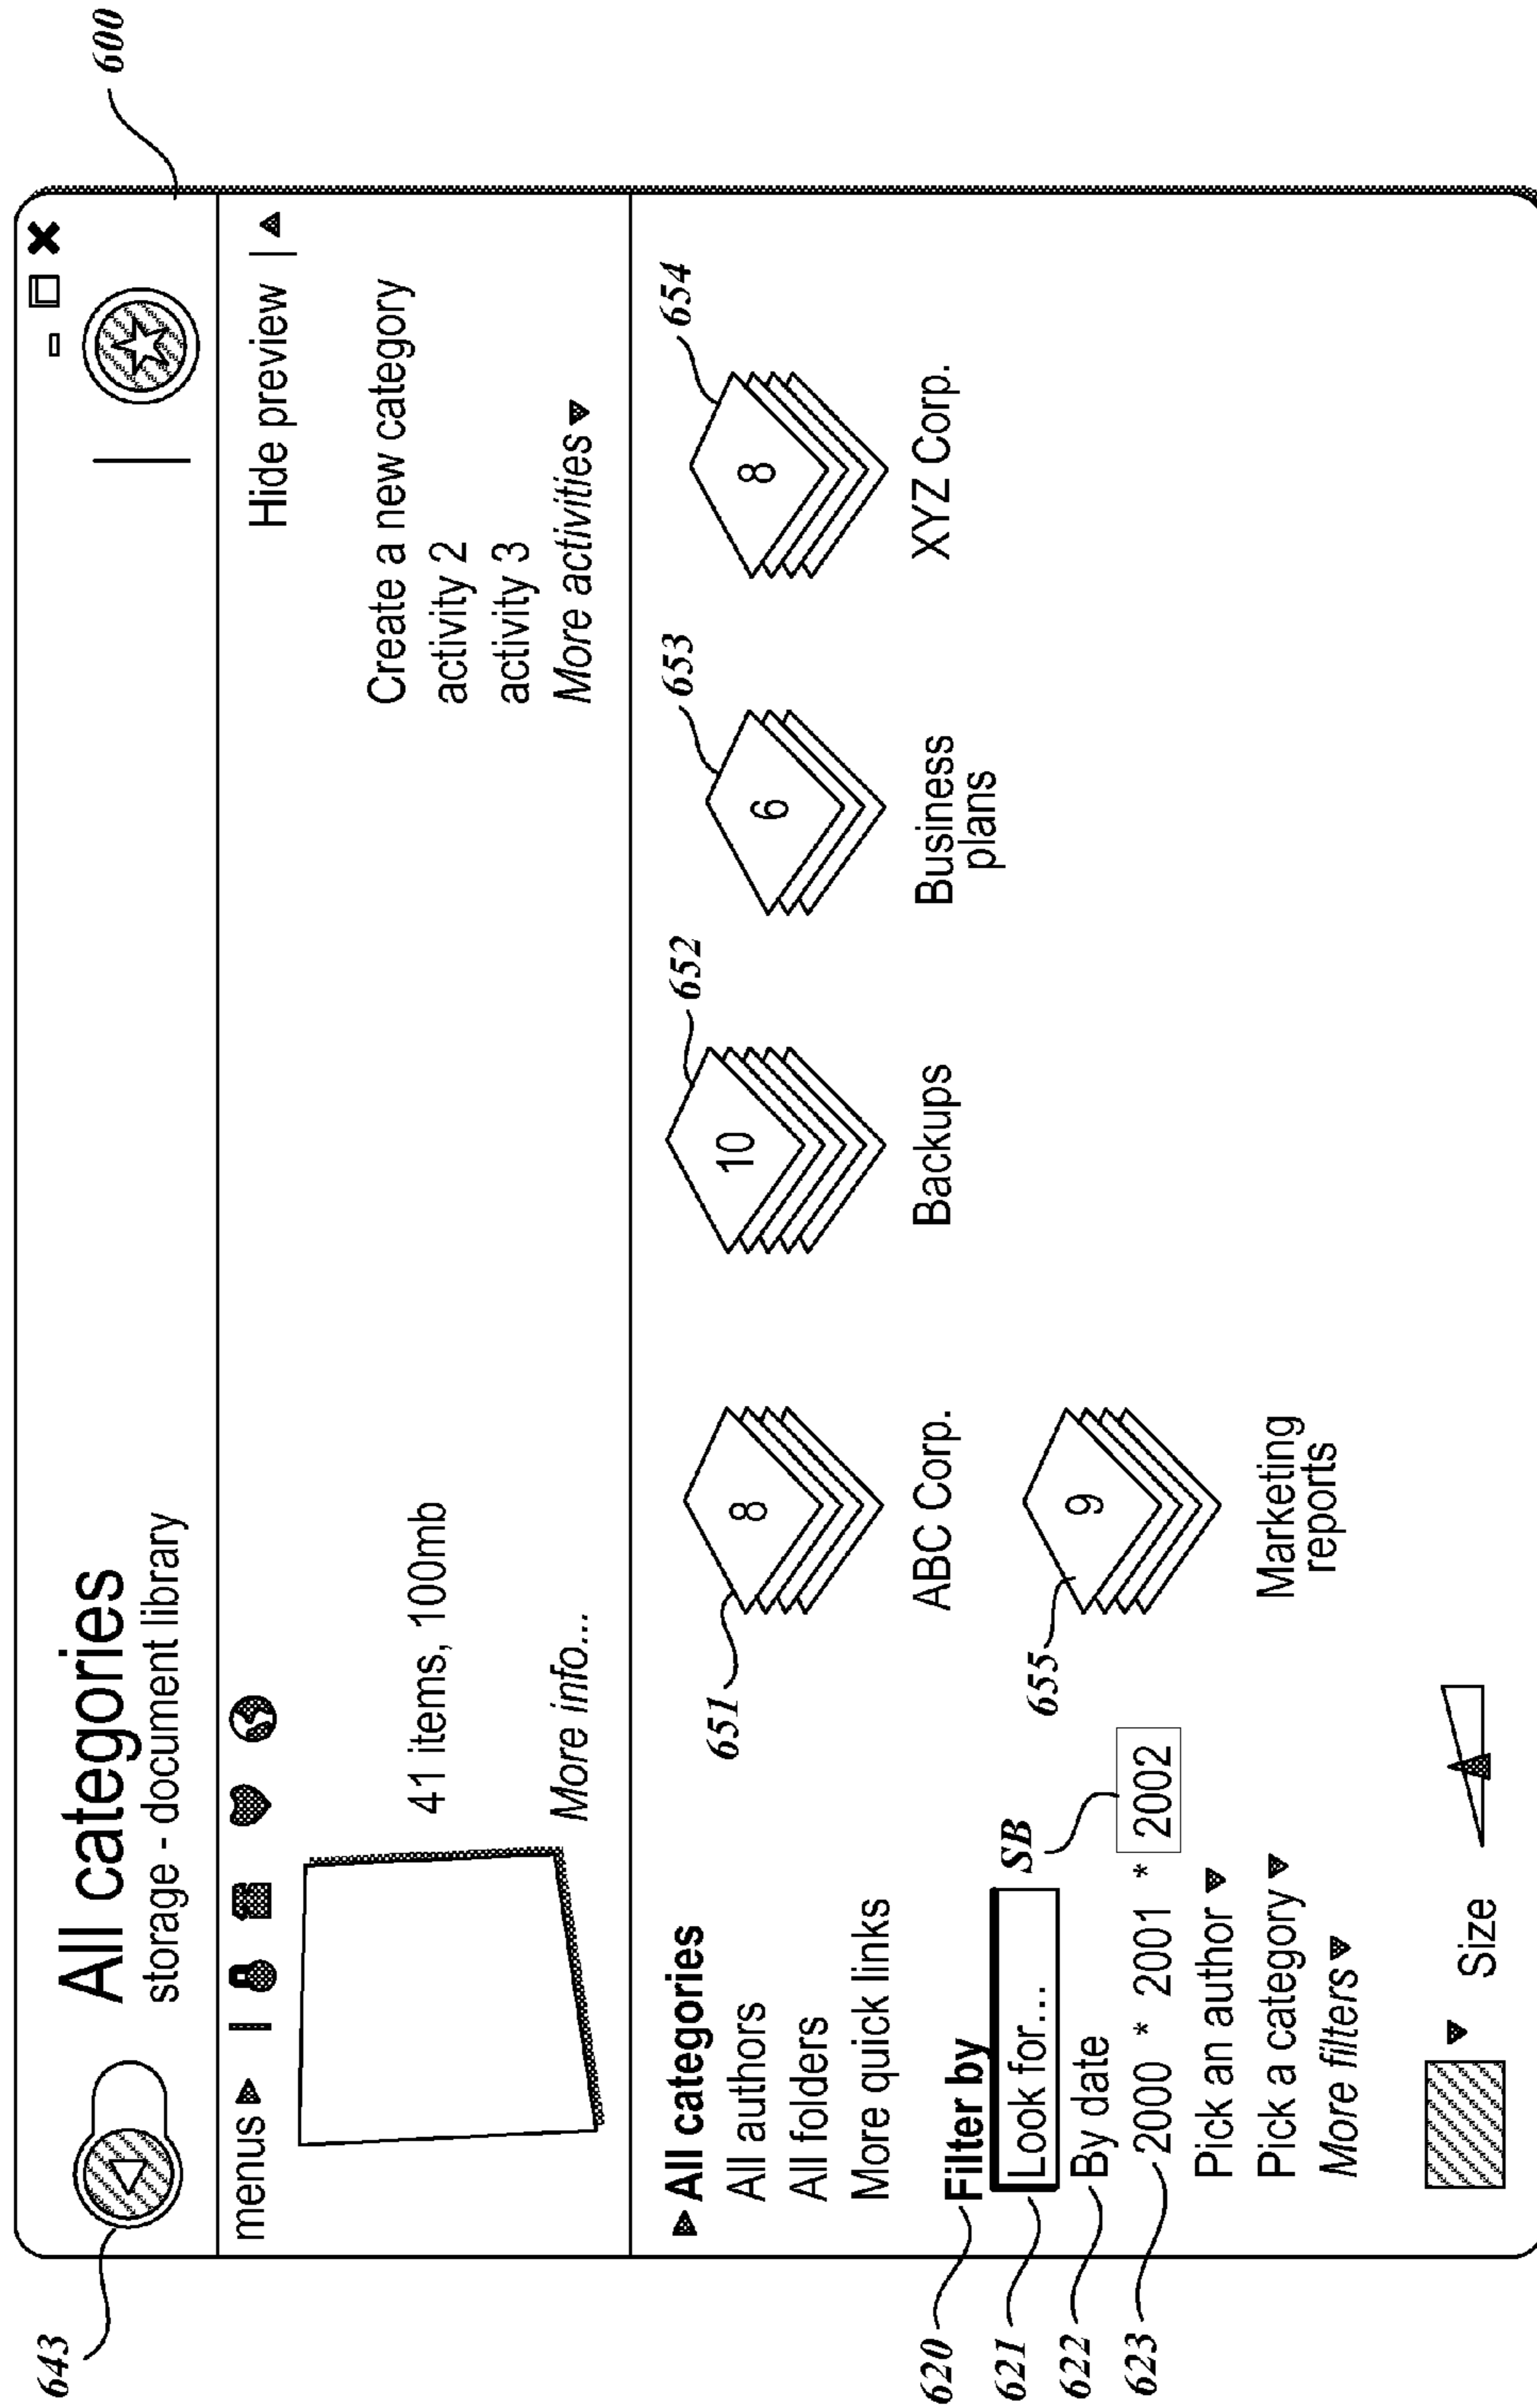 600
643
All categories
storage - document library
menus
Hide preview
41 items, 100mb
More info...
Create a new category
activity 2
activity 3
More activities
All categories
All authors
All folders
More quick links
620
Filter by
621
Look for...
SB
622
By date
623
2000 * 2001 * 2002
Pick an author
Pick a category
More filters
Size
651
8
ABC Corp.
652
10
Backups
653
6
Business
plans
654
8
XYZ Corp.
655
9
Marketing
reports